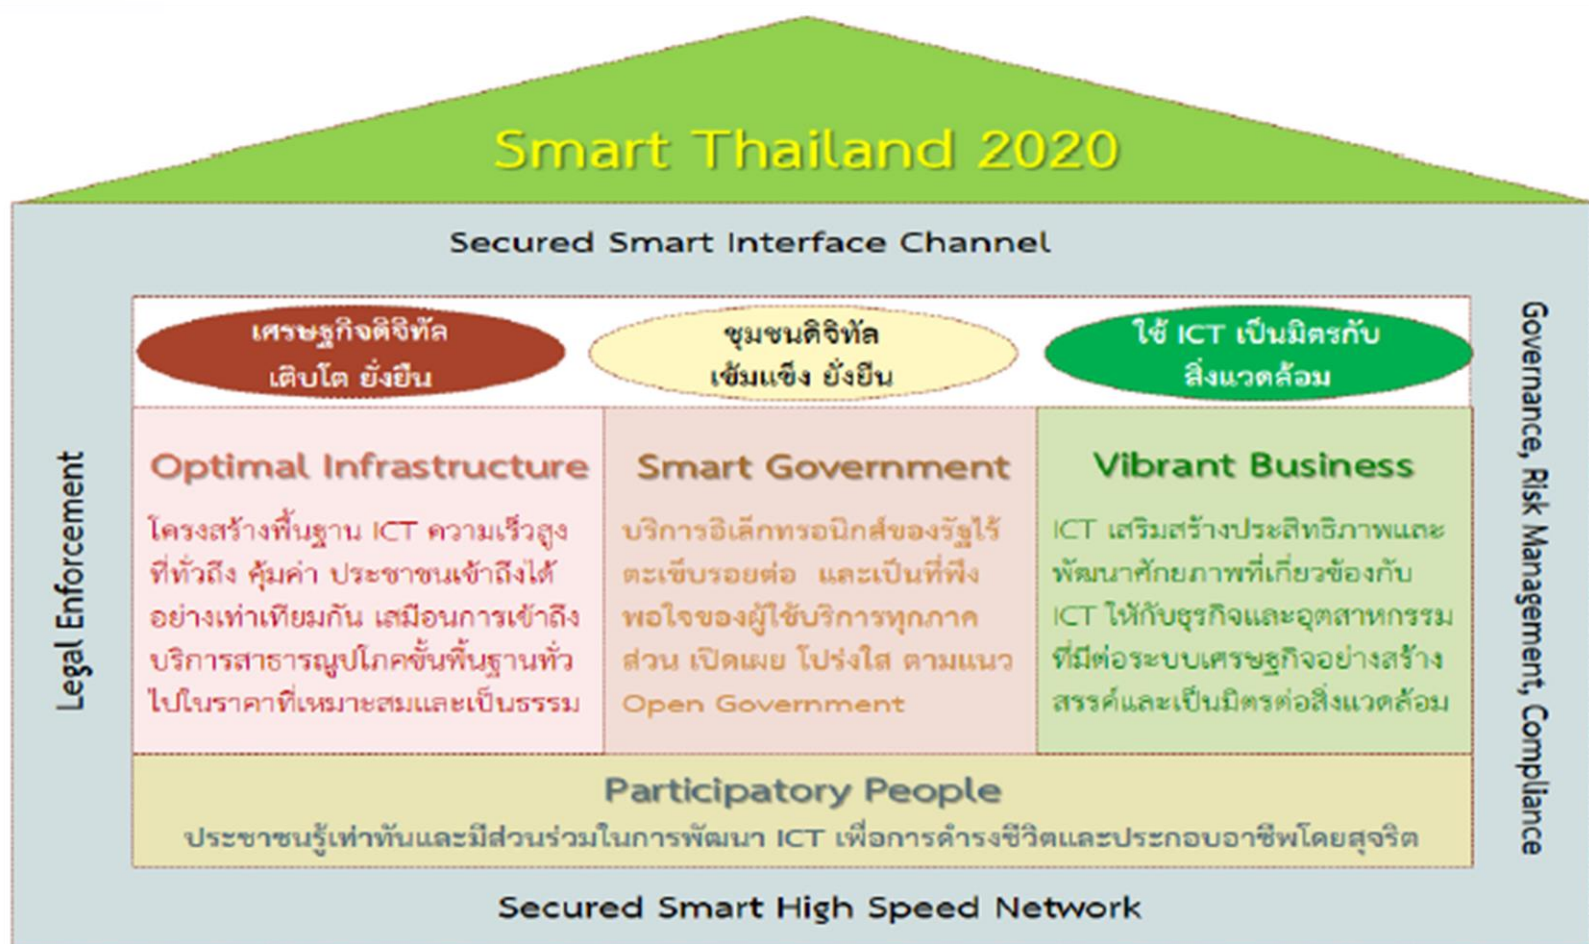 Smart Thailand 2020
Secured Smart Interface Channel
เศรษฐกิจดิจิทัล
เติบโต ยั่งยืน
ชุมชนดิจิทัล
เข้มแข็ง ยั่งยืน
ใช้ ICT เป็นมิตรกับ
สิ่งแวดล้อม
Legal Enforcement
Optimal Infrastructure
โครงสร้างพื้นฐาน ICT ความเร็วสูง
ที่ทั่วถึง คุ้มค่า ประชาชนเข้าถึงได้
อย่างเท่าเทียมกัน เสมือนการเข้าถึง
บริการสาธารณูปโภคขั้นพื้นฐานทั่ว
ไปในราคาที่เหมาะสมและเป็นธรรม
Smart Government
บริการอิเล็กทรอนิกส์ของรัฐไร้
ตะเข็บรอยต่อ และเป็นที่พึง
พอใจของผู้ใช้บริการทุกภาค
ส่วน เปิดเผย โปร่งใส ตามแนว
Open Government
Vibrant Business
ICT เสริมสร้างประสิทธิภาพและ
พัฒนาศักยภาพที่เกี่ยวข้องกับ
ICT ให้กับธุรกิจและอุตสาหกรรม
ที่มีต่อระบบเศรษฐกิจอย่างสร้าง
สรรค์และเป็นมิตรต่อสิ่งแวดล้อม
Governance, Risk Management, Compliance
Participatory People
ประชาชนรู้เท่าทันและมีส่วนร่วมในการพัฒนา ICT เพื่อการดำรงชีวิตและประกอบอาชีพโดยสุจริต
Secured Smart High Speed Network